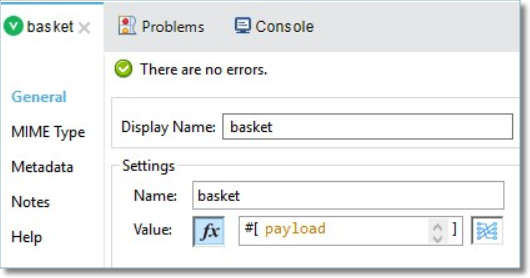 basket Problems Console
There are no errors.
General
MIME Type
Metadata
Notes
Help
Display Name: basket
Settings
Name: basket
Value: fx #[ payload ]